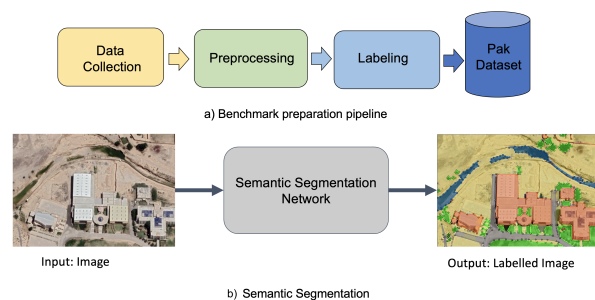 Data
Collection
Preprocessing
Labeling
Pak
Dataset
a) Benchmark preparation pipeline
Semantic Segmentation
Network
Input: Image
Output: Labelled Image
b) Semantic Segmentation